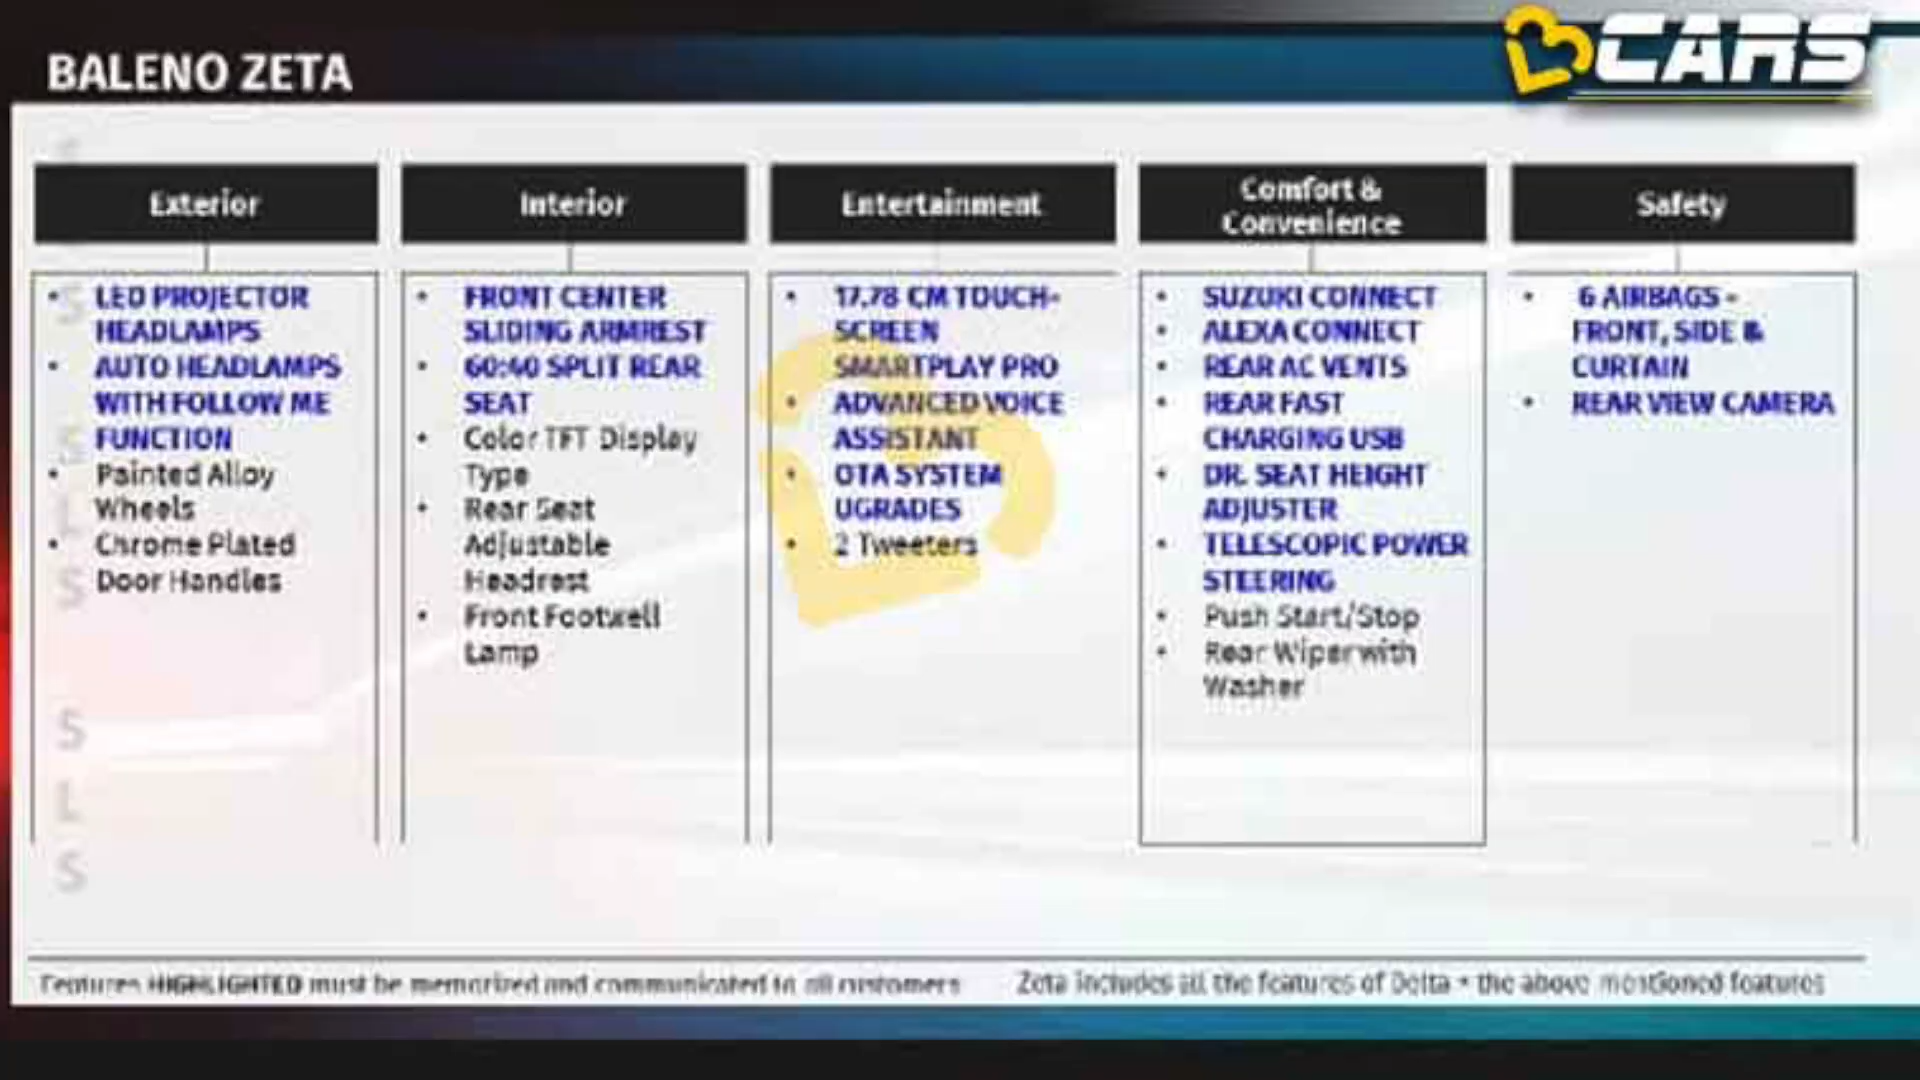 BALENO ZETA
CARS
Exterior
LED PROJECTOR
HEADLAMPS
AUTO HEADLAMPS
WITH FOLLOW ME
FUNCTION
Painted Alloy
Wheels
Chrome Plated
Door Handles
Interior
FRONT CENTER
SLIDING ARMREST
60:40 SPLIT REAR
SEAT
Color TFT Display
Type
Rear Seat
Adjustable
Headrest
Front Footwell
Lamp
Entertainment
17.78 CM TOUCH-
SCREEN
SMARTPLAY PRO
ADVANCED VOICE
ASSISTANT
OTA SYSTEM
UGRADES
2 Tweeters
Comfort &
Convenience
SUZUKI CONNECT
ALEXA CONNECT
REAR AC VENTS
REAR FAST
CHARGING USB
DR. SEAT HEIGHT
ADJUSTER
TELESCOPIC POWER
STEERING
Push Start/Stop
Rear Wiper with
Washer
Safety
6 AIRBAGS -
FRONT, SIDE &
CURTAIN
REAR VIEW CAMERA
Features HIGHLIGHTED must be memorized and communicated to all customers
Zeta includes all the features of Delta + the above mentioned features